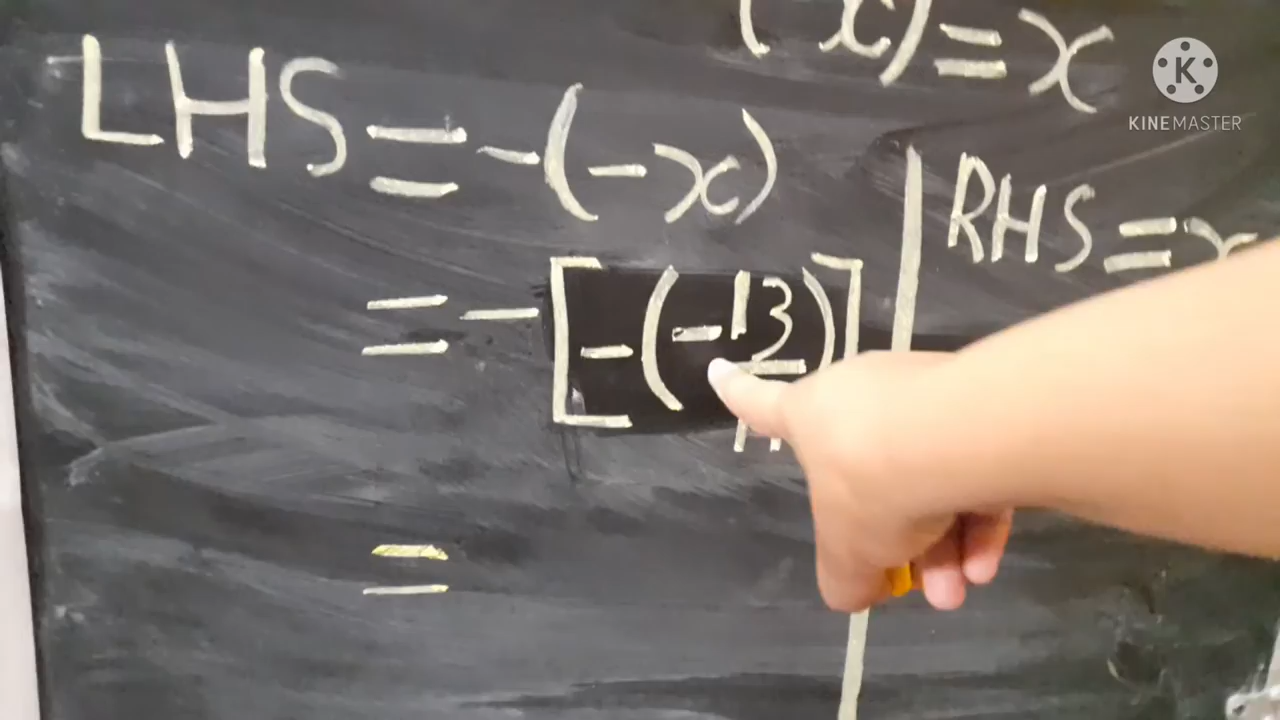 (x) = x
LHS = -(-x)
RHS = x
= -[-(-13/
=
KINEMASTER